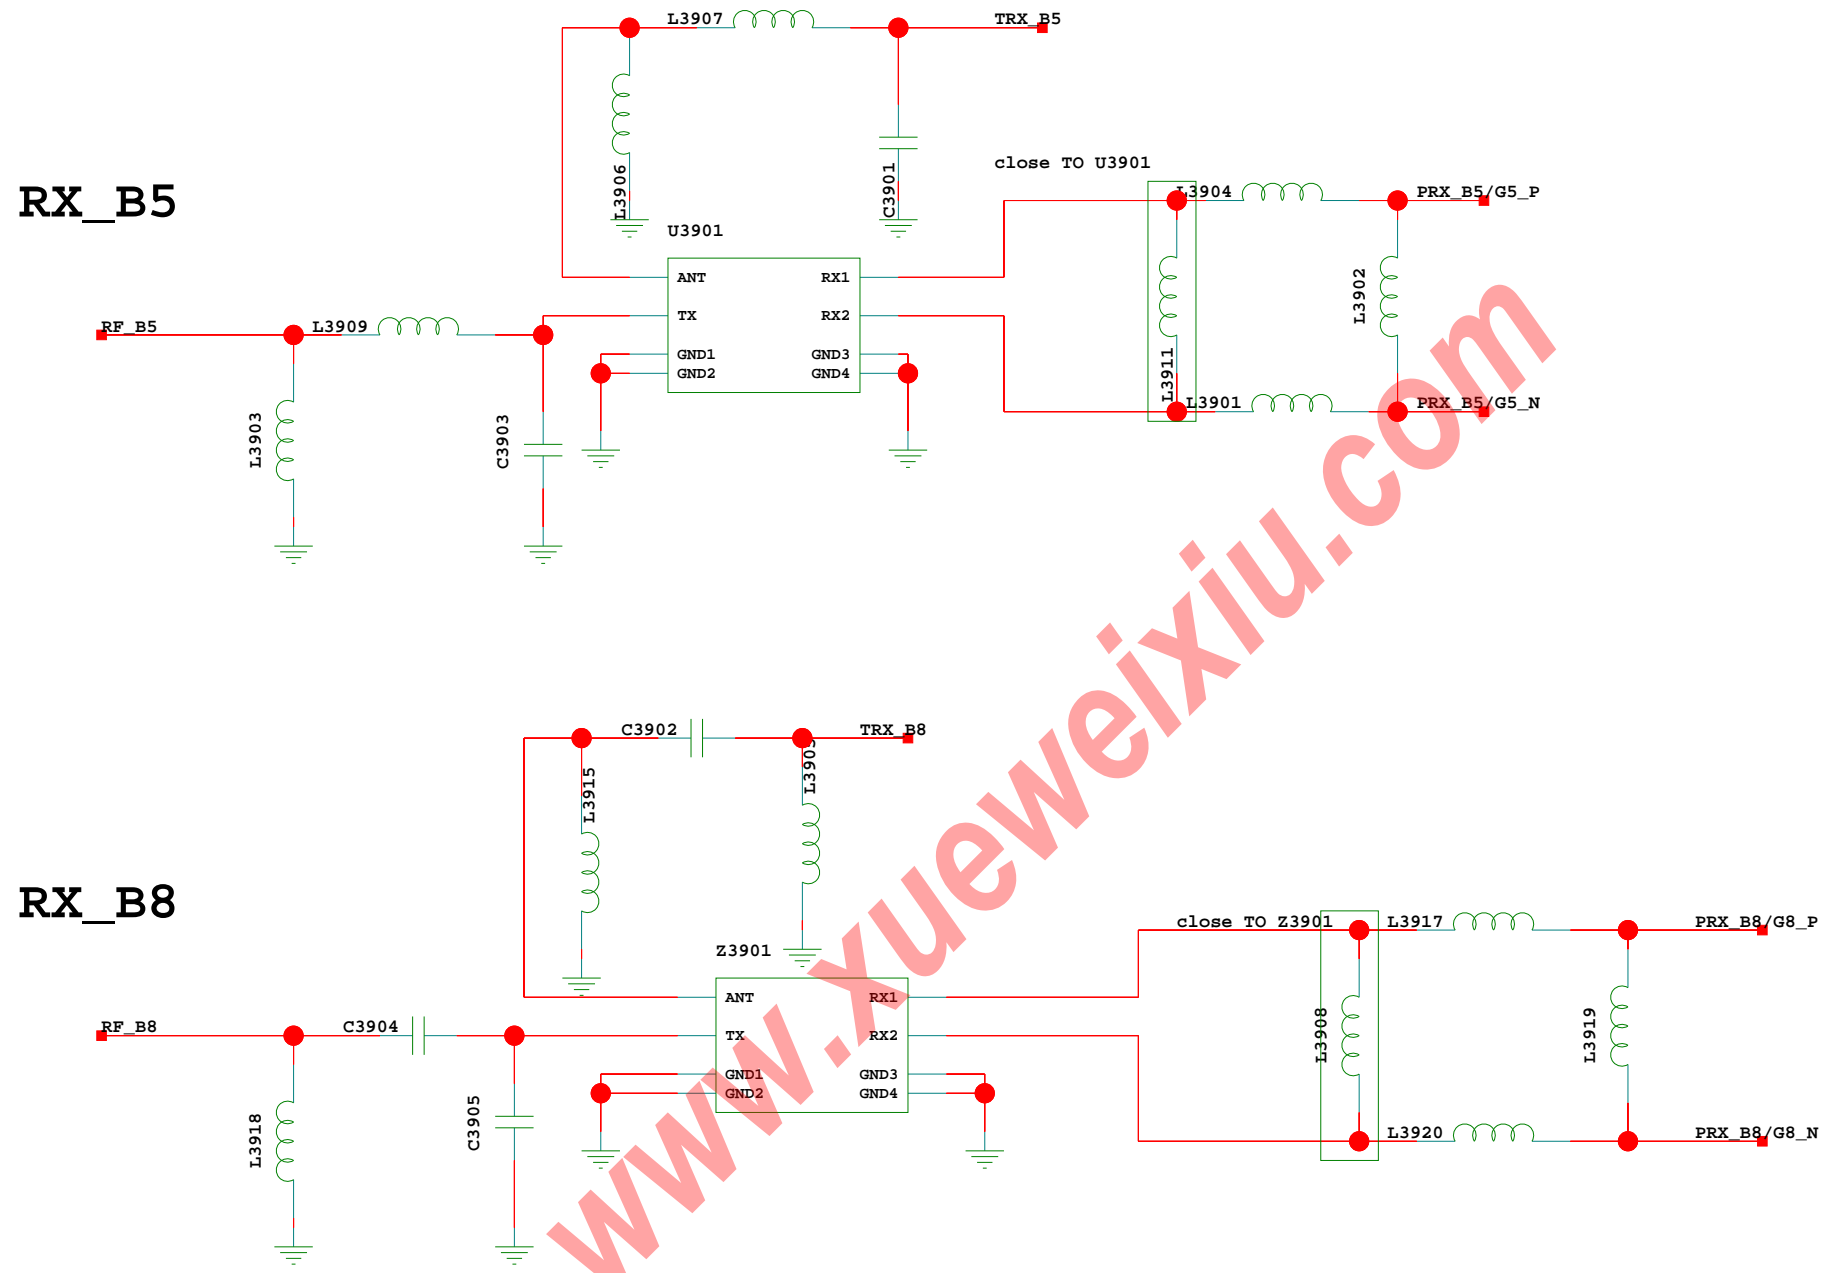 L3907
TRX_B5
L3906
C3901
close TO U3901
RX_B5
L3904
PRX_B5/G5_P
U3901
ANT
RX1
TX
RX2
GND1
GND3
GND2
GND4
RF_B5
L3909
L3903
C3903
L3911
L3902
L3901
PRX_B5/G5_N
C3902
TRX_B8
L3915
RX_B8
close TO Z3901
L3917
PRX_B8/G8_P
Z3901
ANT
RX1
TX
RX2
GND1
GND3
GND2
GND4
RF_B8
C3904
L3918
C3905
L3908
L3919
L3920
PRX_B8/G8_N
www.xueweixiu.com